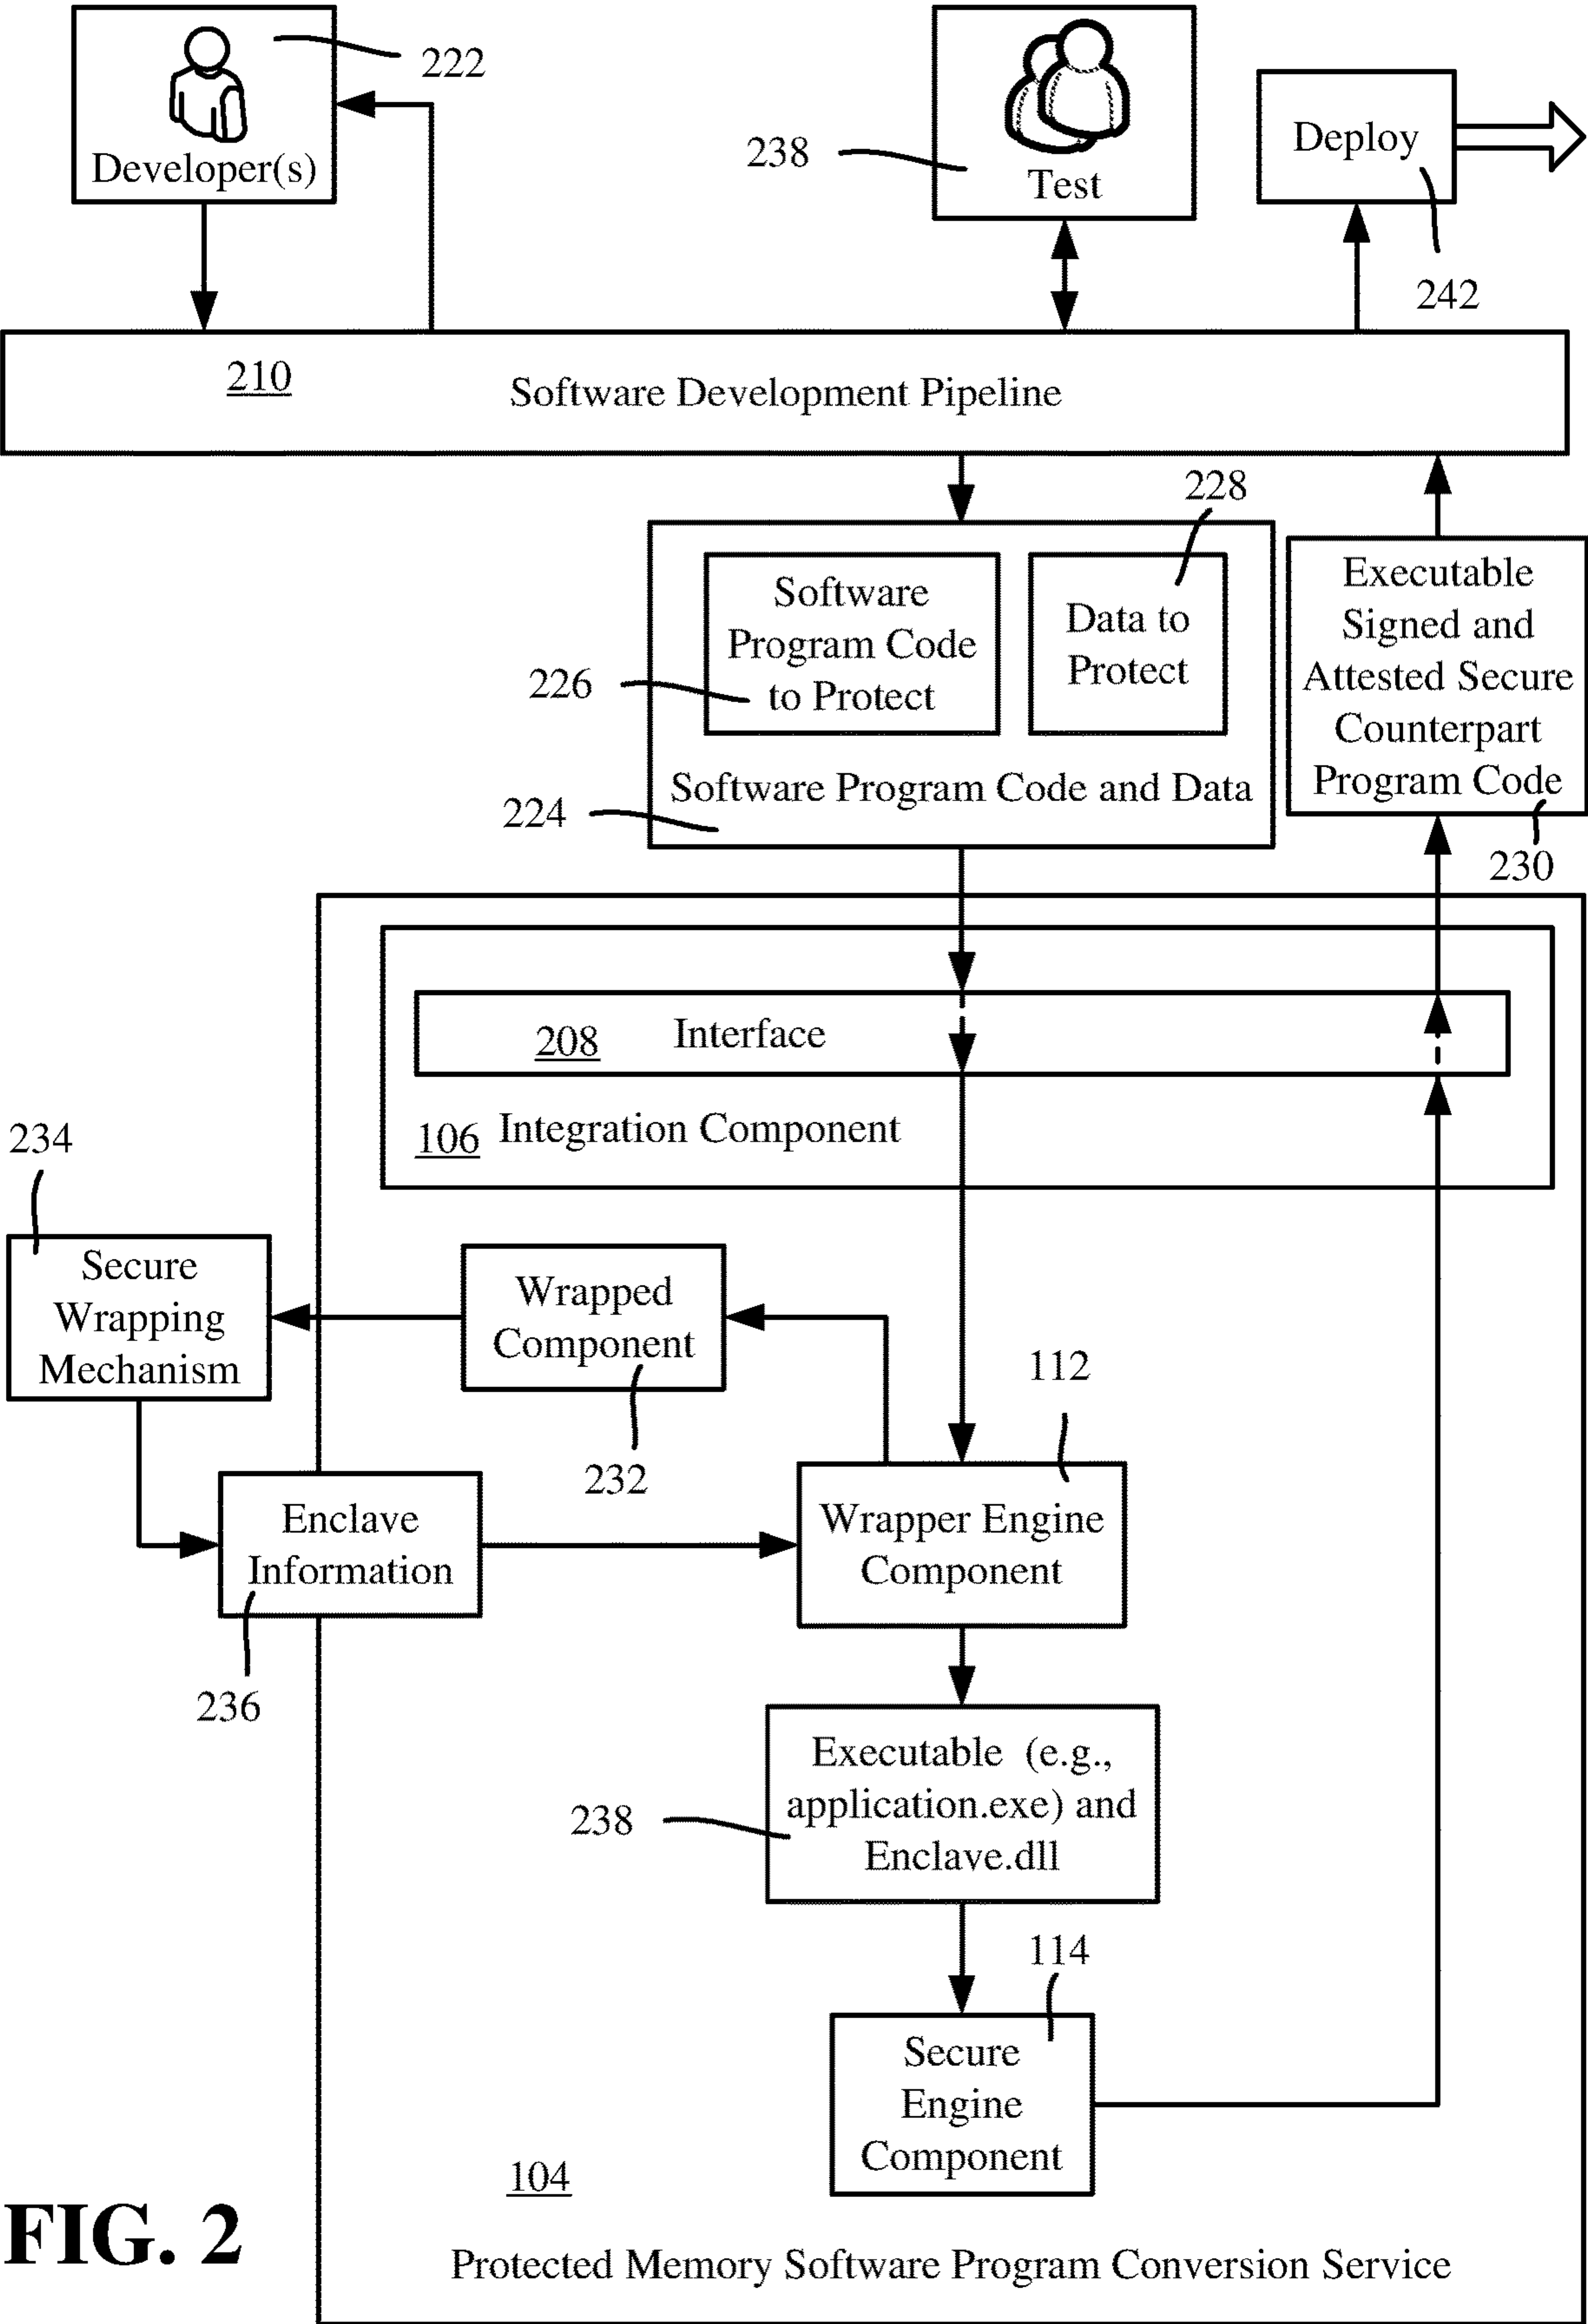 222
Developer(s)
238
Test
Deploy
242
210
Software Development Pipeline
228
Software
Program Code
to Protect
Data to
Protect
226
Software Program Code and Data
224
Executable
Signed and
Attested Secure
Counterpart
Program Code
230
208
Interface
106
Integration Component
234
Secure
Wrapping
Mechanism
Wrapped
Component
232
112
Enclave
Information
236
Wrapper Engine
Component
Executable (e.g.,
application.exe) and
Enclave.dll
238
114
Secure
Engine
Component
104
FIG. 2
Protected Memory Software Program Conversion Service